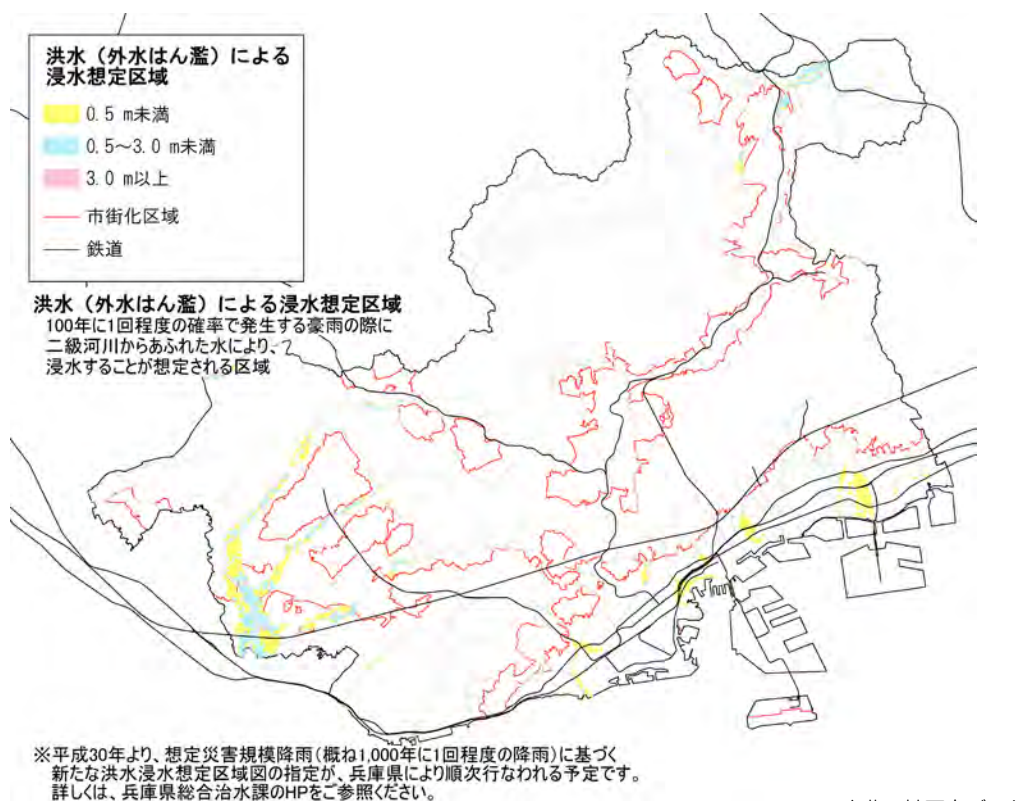 洪水（外水はん濫）による
浸水想定区域
0.5 m未満
0.5～3.0 m未満
3.0 m以上
市街化区域
鉄道
洪水（外水はん濫）による浸水想定区域
100年に1回程度の確率で発生する豪雨の際に
二級河川からあふれた水により、
浸水することが想定される区域
※平成30年より、想定災害規模降雨（概ね1,000年に1回程度の降雨）に基づく
新たな洪水浸水想定区域図の指定が、兵庫県により順次行なわれる予定です。
詳しくは、兵庫県総合治水課のHPをご参照ください。